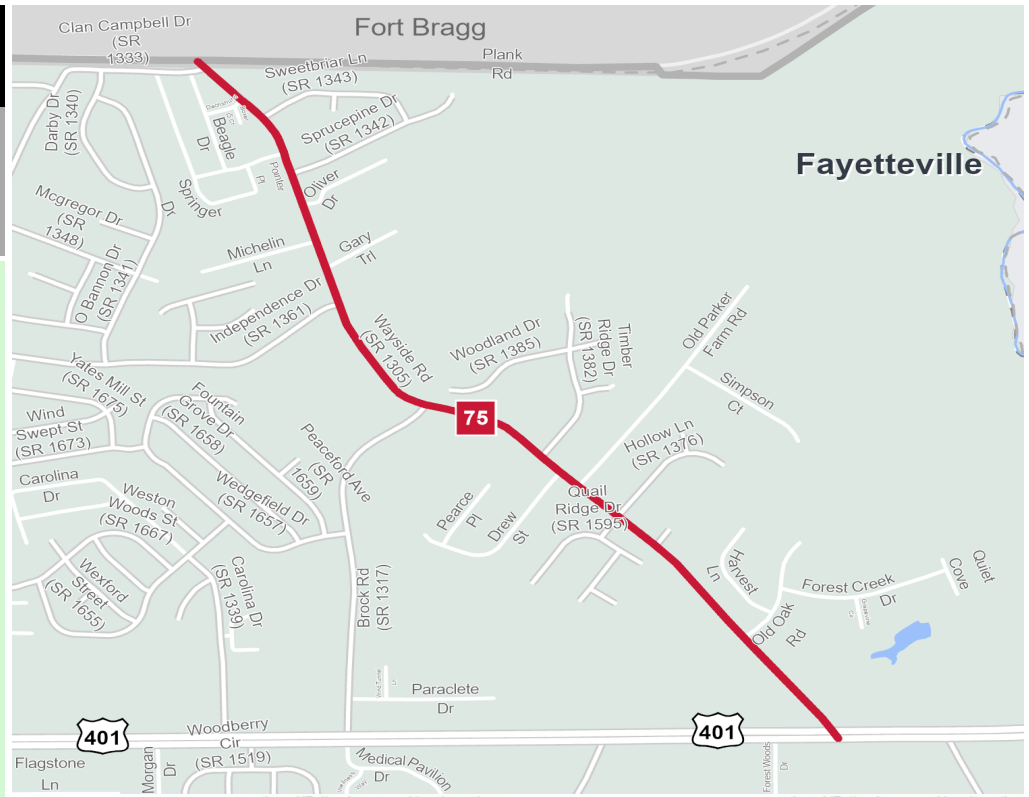 Clan Campbell Dr
(SR
1333)
Fort Bragg
Plank
Rd
Sweetbriar Ln
(SR 1343)
Darby Dr
(SR 1340)
Beagle
Dr
Sprucepine Dr
(SR 1342)
Fayetteville
Pointer
Pl
Springer
Oliver
Dr
Mcgregor Dr
(SR
1348)
Dr
Michelin
Ln
Gary
Trl
O Bannon Dr
(SR 1341)
Independence Dr
(SR 1361)
Wayside Rd
(SR 1305)
Woodland Dr
(SR 1385)
Timber
Ridge Dr
(SR 1382)
Old Parker
Farm Rd
Simpson
Ct
Yates Mill St
(SR 1675)
Fountain
Grove Dr
(SR 1658)
75
Wind
Swept St
(SR 1673)
Peaceford Ave
(SR
1659)
Hollow Ln
(SR 1376)
Carolina
Dr
Weston
Woods St
(SR 1667)
Wedgefield Dr
(SR 1657)
Pearce
Pl
Drew
St
Quail
Ridge Dr
(SR 1595)
Wexford
Street
(SR 1655)
Carolina Dr
(SR 1339)
Brock Rd
(SR 1317)
Harvest
Ln
Forest Creek
Dr
Quiet
Cove
Old Oak
Rd
Wind Tunnel
Ln
Paraclete
Dr
401
Woodberry
Cir
(SR 1519)
401
Flagstone
Ln
Morgan
Dr
Medical Pavilion
Dr
Forest Woods
Dr